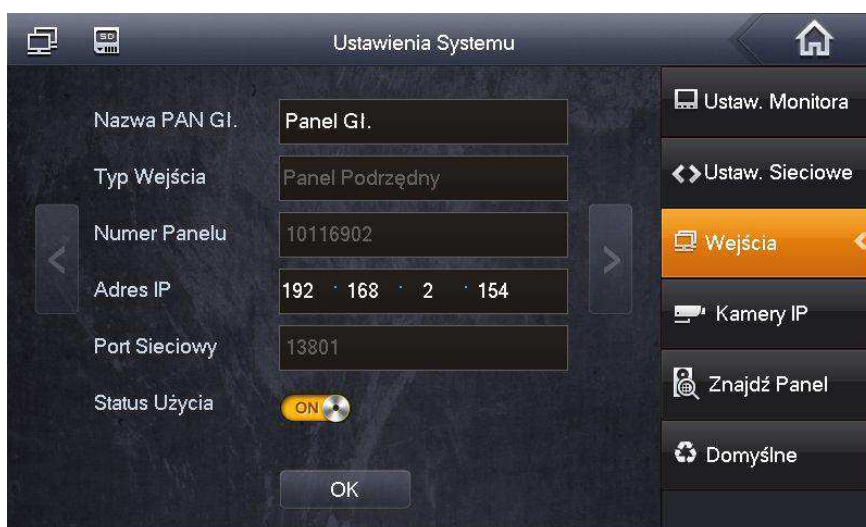 SD
Ustawienia Systemu
Nazwa PAN Gł.
Panel Gł.
Typ Wejścia
Panel Podrzędny
Numer Panelu
10116902
Adres IP
192 · 168 · 2 · 154
Port Sieciowy
13801
Status Użycia
ON
OK
Ustaw. Monitora
Ustaw. Sieciowe
Wejścia
Kamery IP
Znajdź Panel
Domyślne